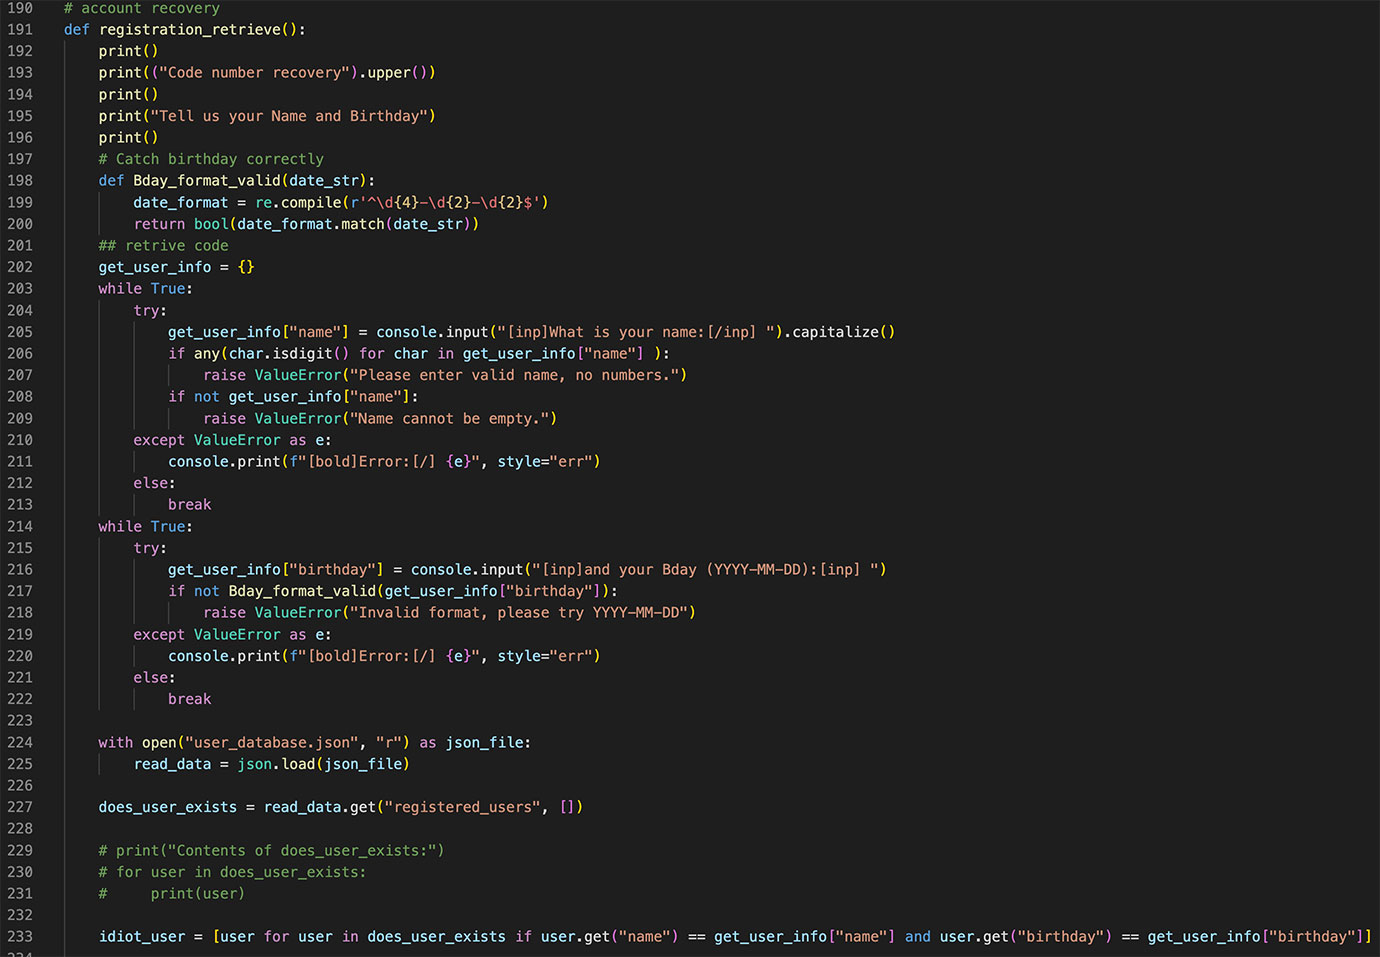 190 # account recovery
191 def registration_retrieve():
192     print()
193     print(("Code number recovery").upper())
194     print()
195     print("Tell us your Name and Birthday")
196     print()
197     # Catch birthday correctly
198     def Bday_format_valid(date_str):
199         date_format = re.compile(r'^\d{4}-\d{2}-\d{2}$')
200         return bool(date_format.match(date_str))
201     ## retrive code
202     get_user_info = {}
203     while True:
204         try:
205             get_user_info["name"] = console.input("[inp]What is your name:[/inp] ").capitalize()
206             if any(char.isdigit() for char in get_user_info["name"] ):
207                 raise ValueError("Please enter valid name, no numbers.")
208             if not get_user_info["name"]:
209                 raise ValueError("Name cannot be empty.")
210         except ValueError as e:
211             console.print(f"[bold]Error:[/] {e}", style="err")
212         else:
213             break
214     while True:
215         try:
216             get_user_info["birthday"] = console.input("[inp]and your Bday (YYYY-MM-DD):[inp] ")
217             if not Bday_format_valid(get_user_info["birthday"]):
218                 raise ValueError("Invalid format, please try YYYY-MM-DD")
219         except ValueError as e:
220             console.print(f"[bold]Error:[/] {e}", style="err")
221         else:
222             break
223
224     with open("user_database.json", "r") as json_file:
225         read_data = json.load(json_file)
226
227     does_user_exists = read_data.get("registered_users", [])
228
229     # print("Contents of does_user_exists:")
230     # for user in does_user_exists:
231     #     print(user)
232
233     idiot_user = [user for user in does_user_exists if user.get("name") == get_user_info["name"] and user.get("birthday") == get_user_info["birthday"]]